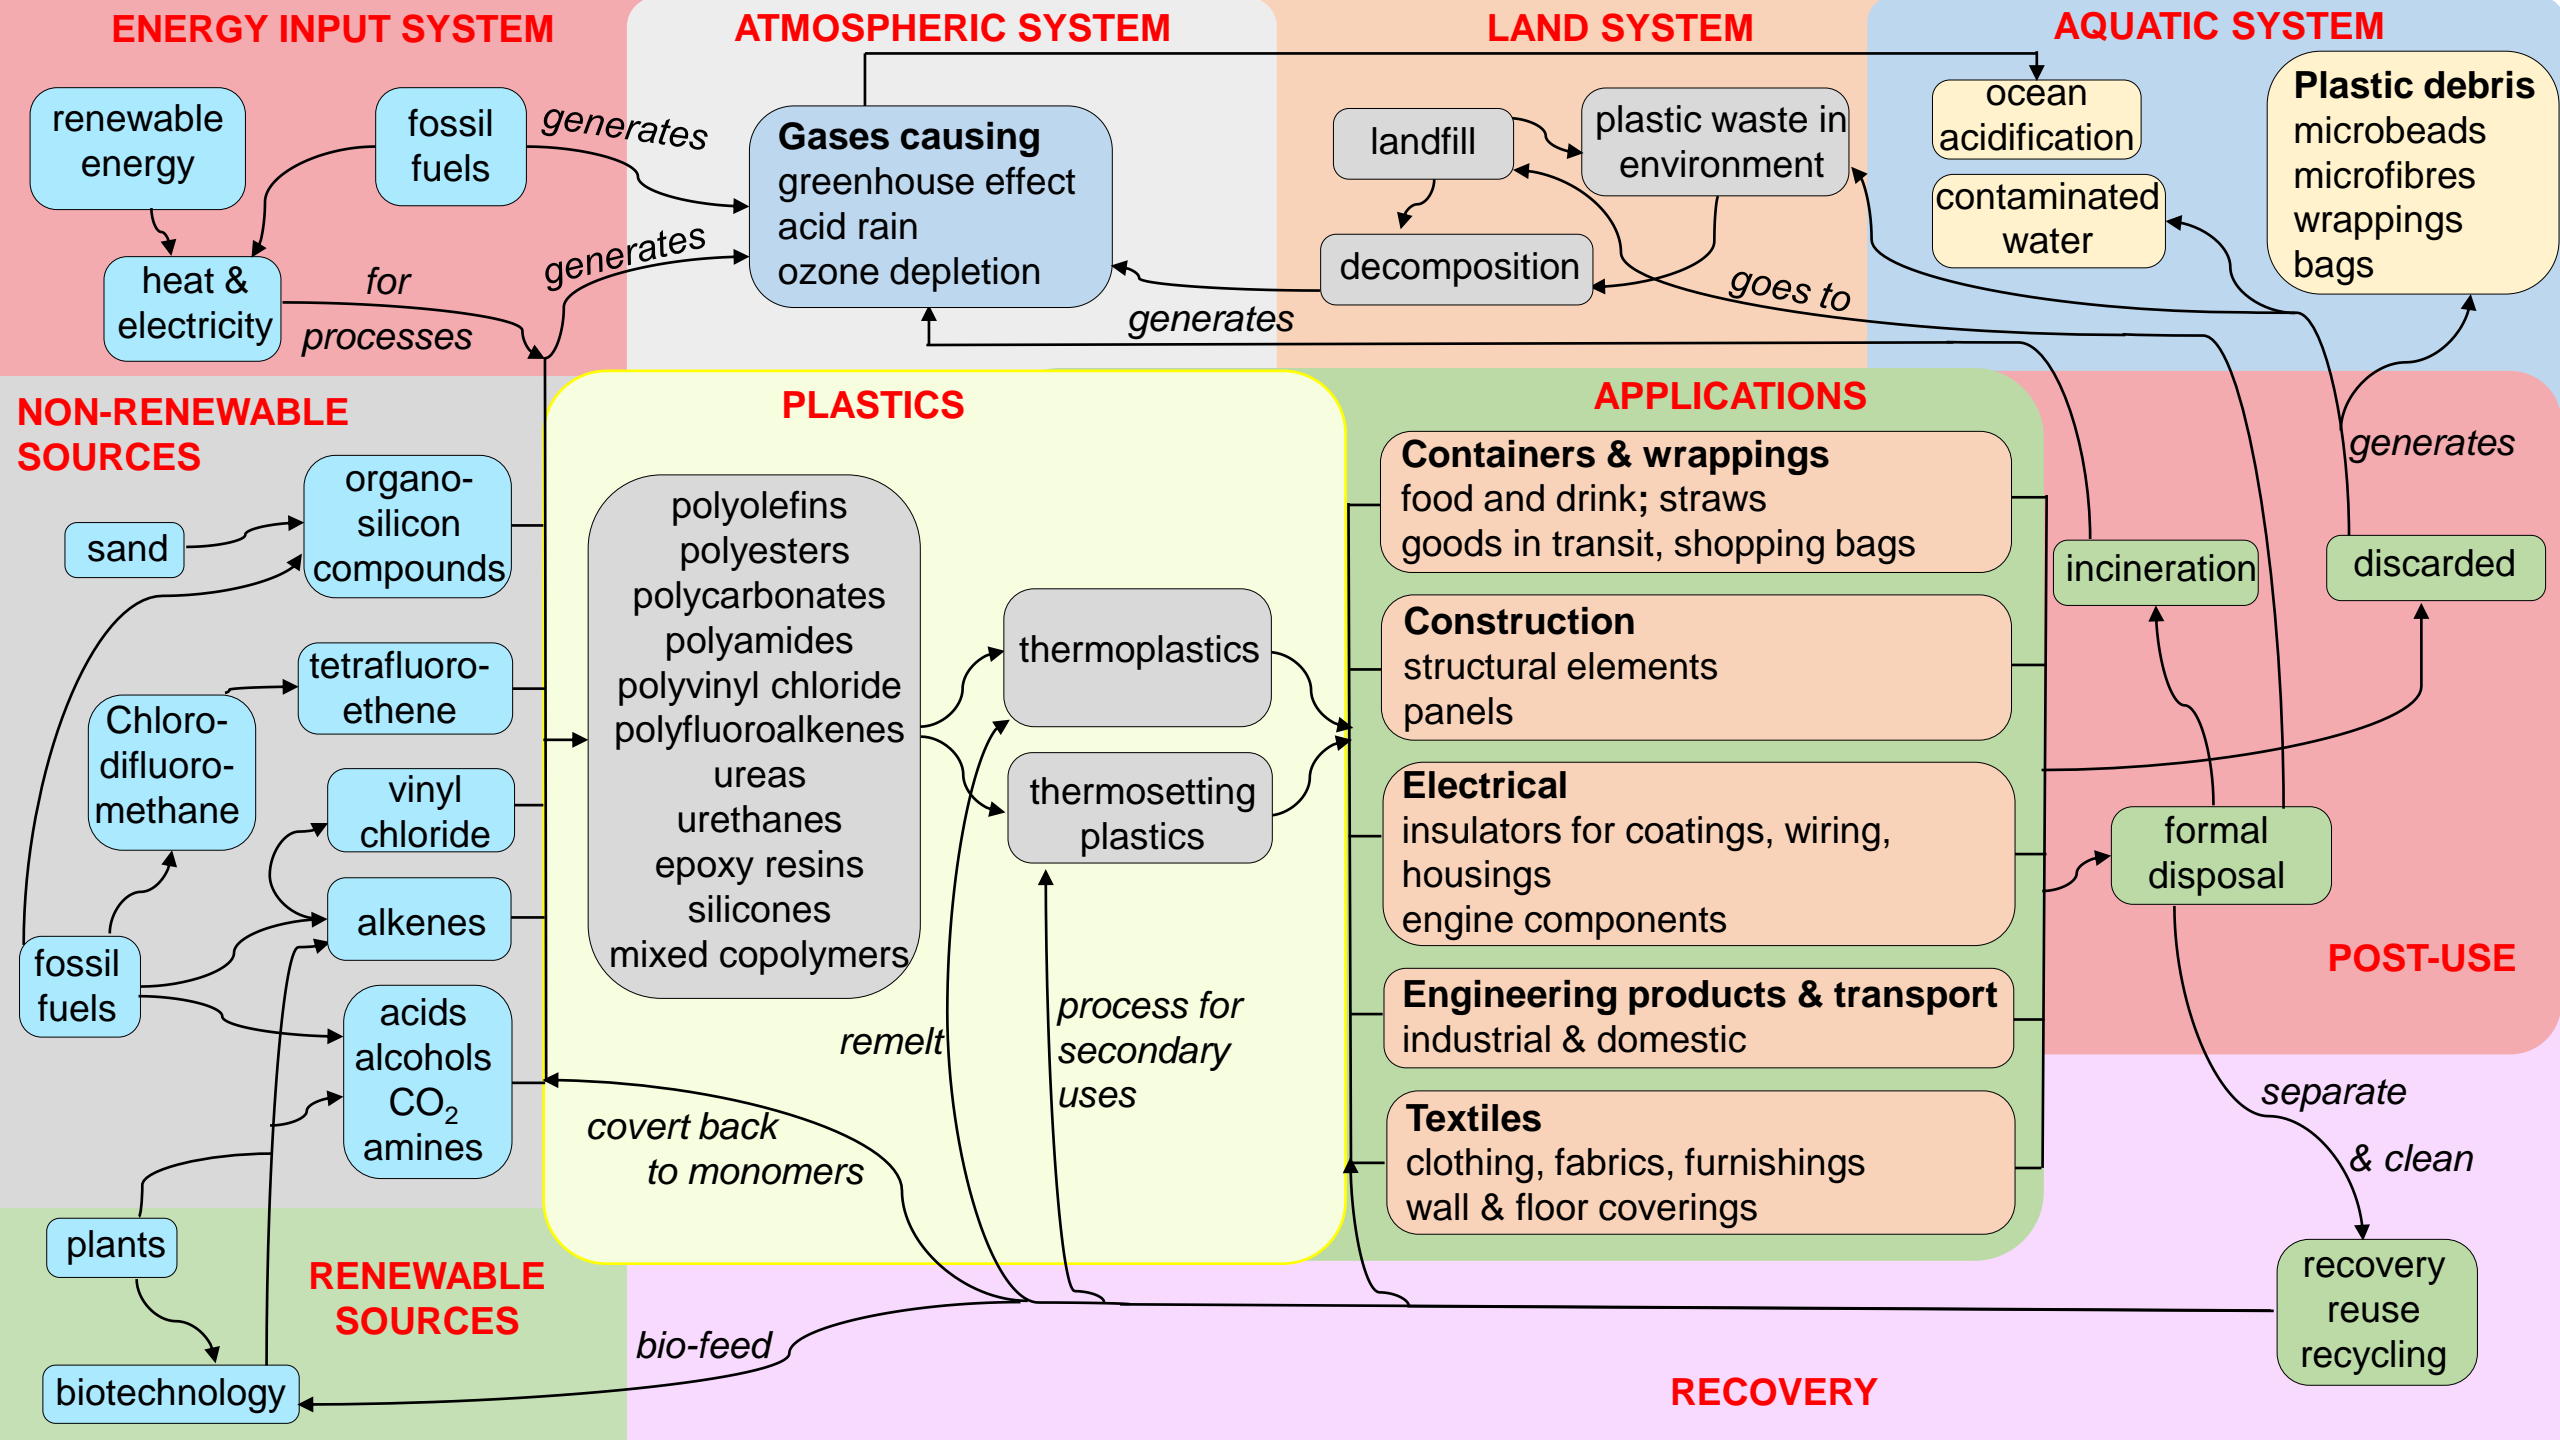 ENERGY INPUT SYSTEM
renewable
energy
fossil
fuels
generates
heat &
electricity
for
processes
generates
ATMOSPHERIC SYSTEM
Gases causing
greenhouse effect
acid rain
ozone depletion
generates
LAND SYSTEM
landfill
plastic waste in
environment
decomposition
goes to
AQUATIC SYSTEM
ocean
acidification
contaminated
water
Plastic debris
microbeads
microfibres
wrappings
bags
NON-RENEWABLE
SOURCES
organo-
silicon
compounds
sand
tetrafluoro-
ethene
Chloro-
difluoro-
methane
vinyl
chloride
alkenes
fossil
fuels
acids
alcohols
CO2
amines
plants
RENEWABLE
SOURCES
biotechnology
PLASTICS
polyolefins
polyesters
polycarbonates
polyamides
polyvinyl chloride
polyfluoroalkenes
ureas
urethanes
epoxy resins
silicones
mixed copolymers
thermoplastics
thermosetting
plastics
remelt
process for
secondary
uses
covert back
to monomers
APPLICATIONS
Containers & wrappings
food and drink; straws
goods in transit, shopping bags
Construction
structural elements
panels
Electrical
insulators for coatings, wiring,
housings
engine components
Engineering products & transport
industrial & domestic
Textiles
clothing, fabrics, furnishings
wall & floor coverings
generates
incineration
discarded
formal
disposal
POST-USE
separate
& clean
recovery
reuse
recycling
bio-feed
RECOVERY